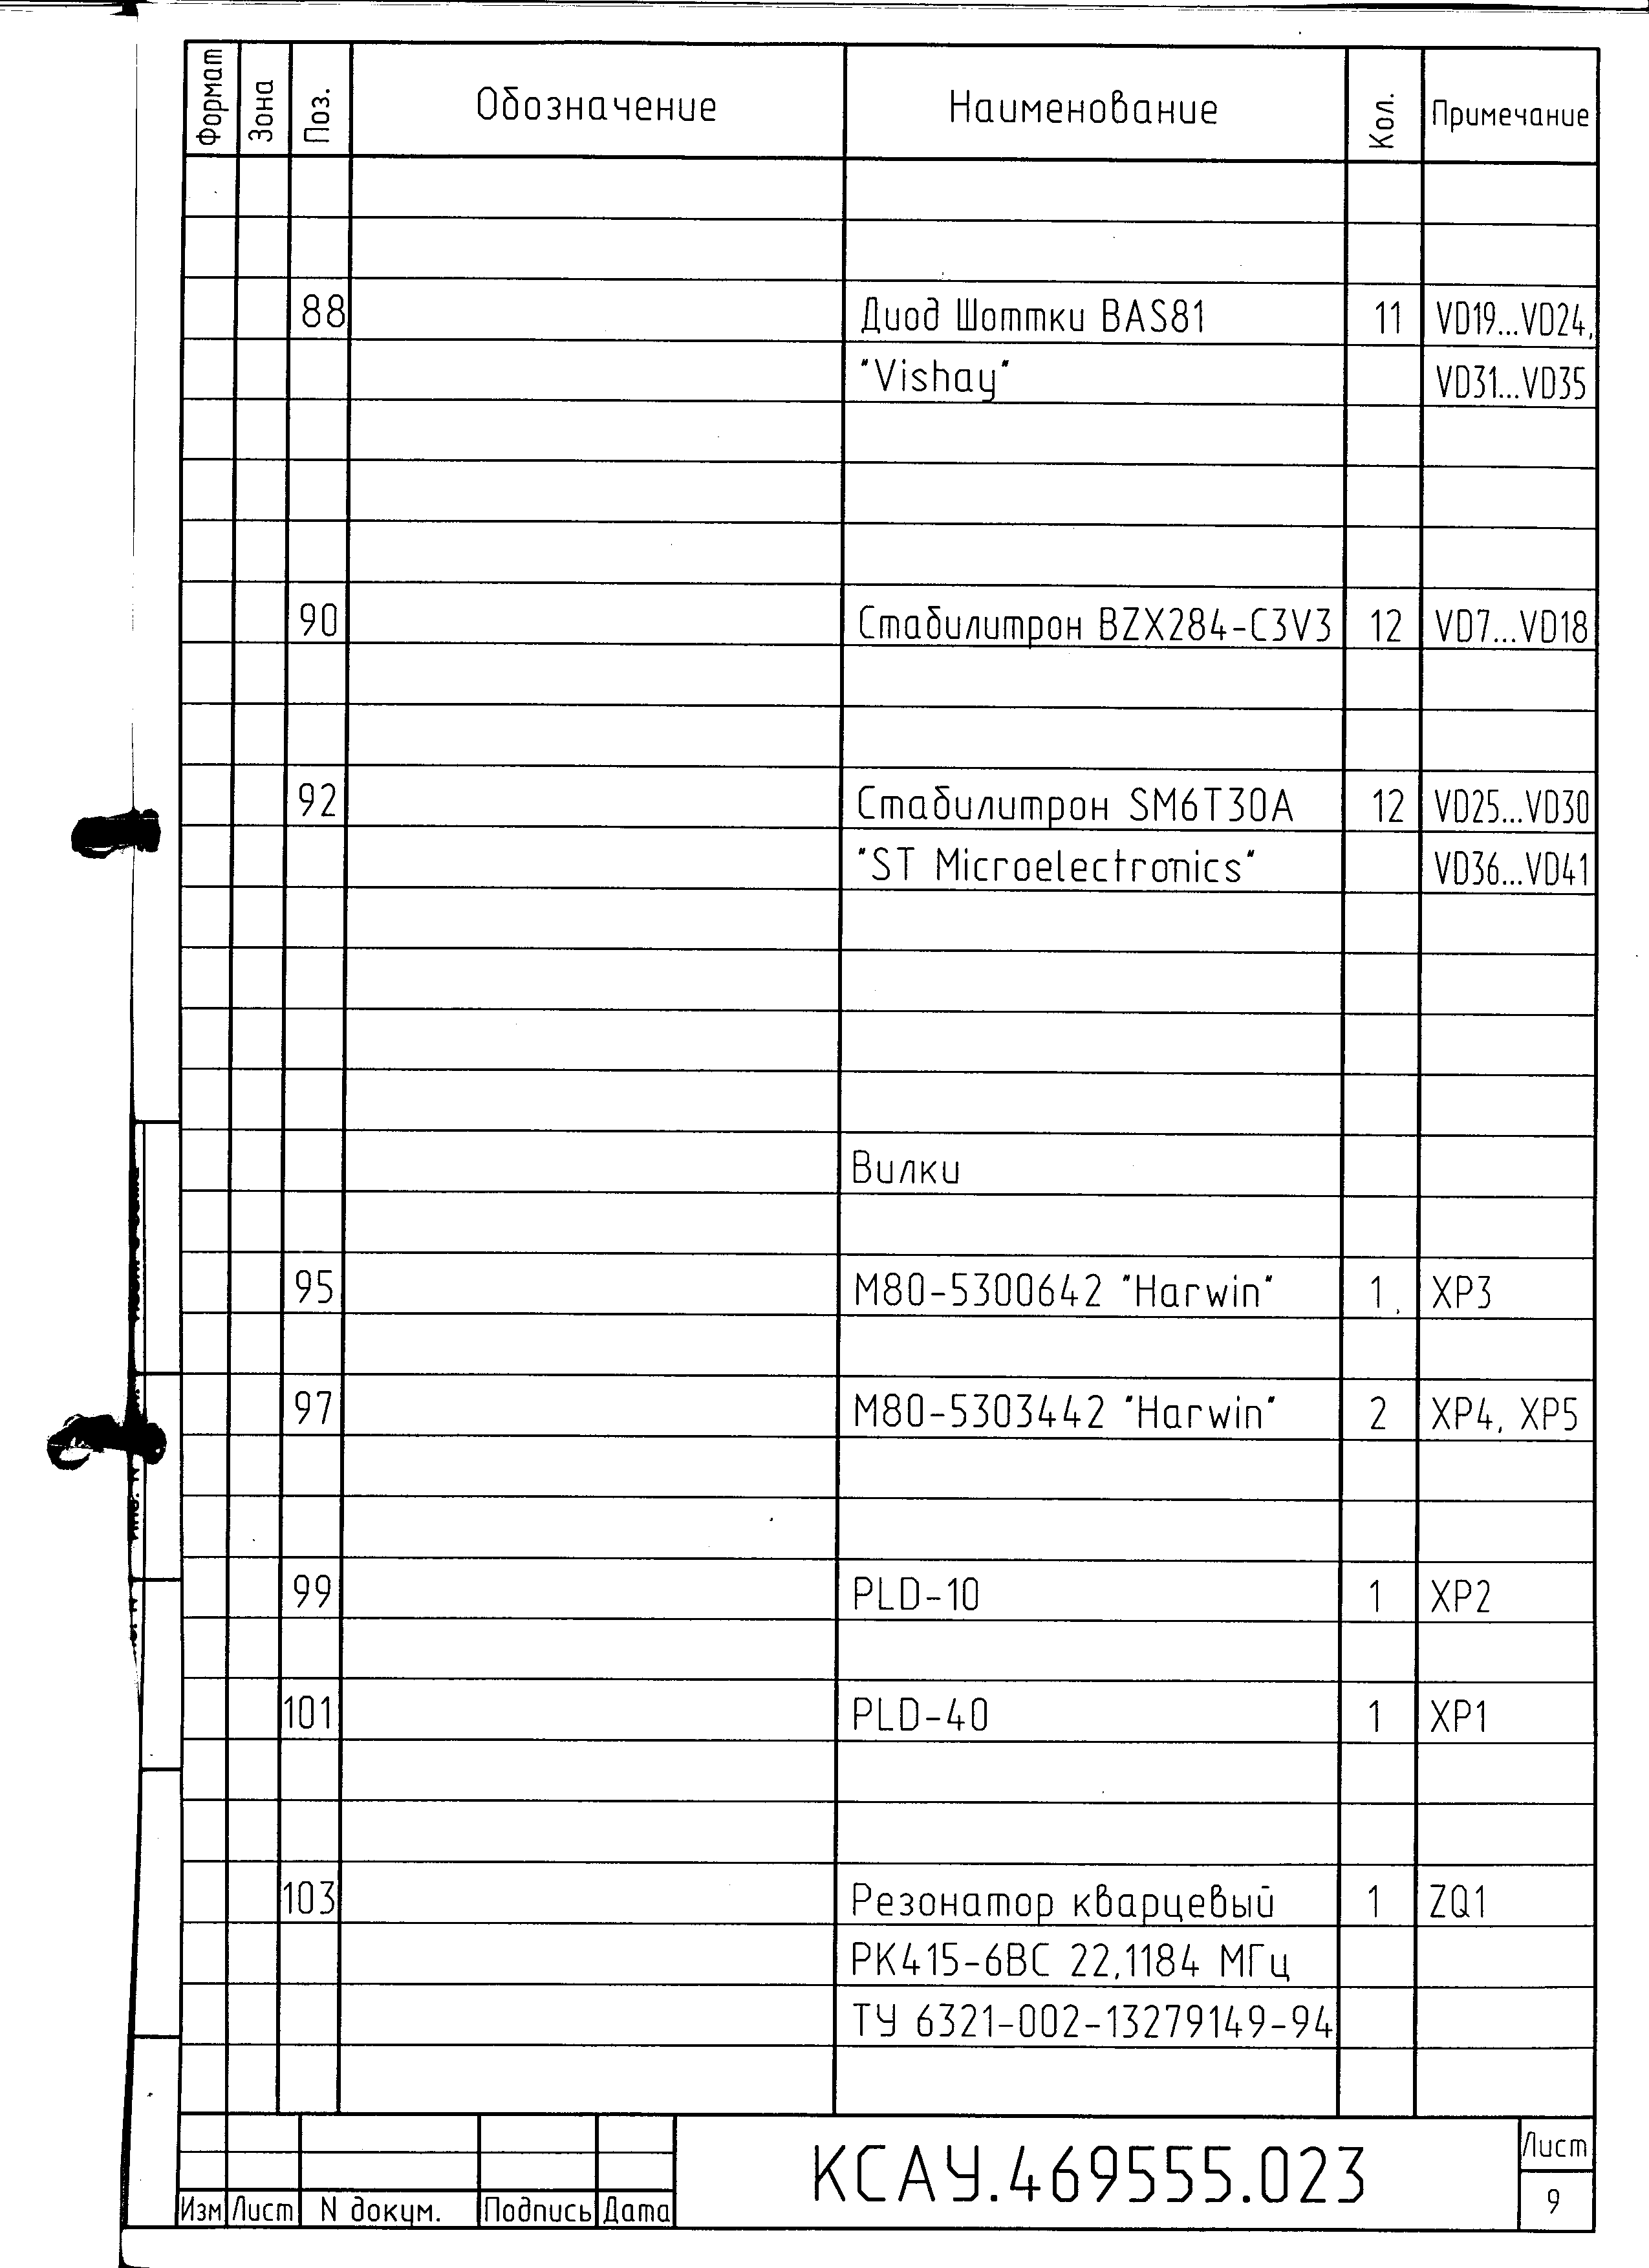 Формат Зона Поз. Обозначение Наименование Кол. Примечание
88 Диод Шоттки BAS81 11 VD19...VD24,
"Vishay" VD31...VD35
90 Стабилитрон BZX284-C3V3 12 VD7...VD18
92 Стабилитрон SM6T30A 12 VD25...VD30
"ST Microelectronics" VD36...VD41
Вилки
95 M80-5300642 "Harwin" 1 XP3
97 M80-5303442 "Harwin" 2 XP4, XP5
99 PLD-10 1 XP2
101 PLD-40 1 XP1
103 Резонатор кварцевый 1 ZQ1
РК415-6ВС 22,1184 МГц
ТУ 6321-002-13279149-94
Изм Лист N докум. Подпись Дата
КСАУ.469555.023
Лист
9